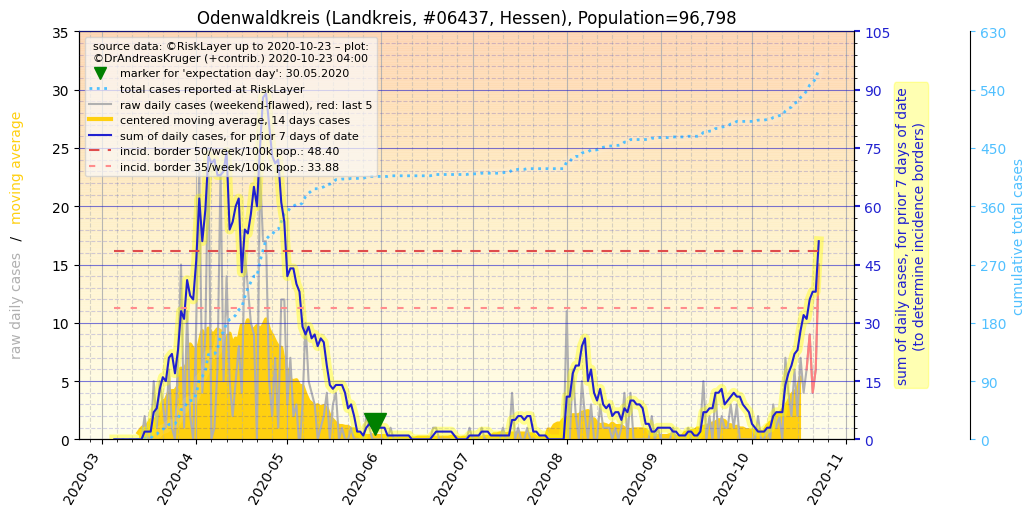 Odenwaldkreis (Landkreis, #06437, Hessen), Population=96,798
source data: ©RiskLayer up to 2020-10-23 – plot:
©DrAndreasKruger (+contrib.) 2020-10-23 04:00
marker for 'expectation day': 30.05.2020
total cases reported at RiskLayer
raw daily cases (weekend-flawed), red: last 5
centered moving average, 14 days cases
sum of daily cases, for prior 7 days of date
incid. border 50/week/100k pop.: 48.40
incid. border 35/week/100k pop.: 33.88
raw daily cases / moving average
35
30
25
20
15
10
5
0
2020-03
2020-04
2020-05
2020-06
2020-07
2020-08
2020-09
2020-10
2020-11
105
90
75
60
45
30
15
0
sum of daily cases, for prior 7 days of date
(to determine incidence borders)
630
540
450
360
270
180
90
0
cumulative total cases